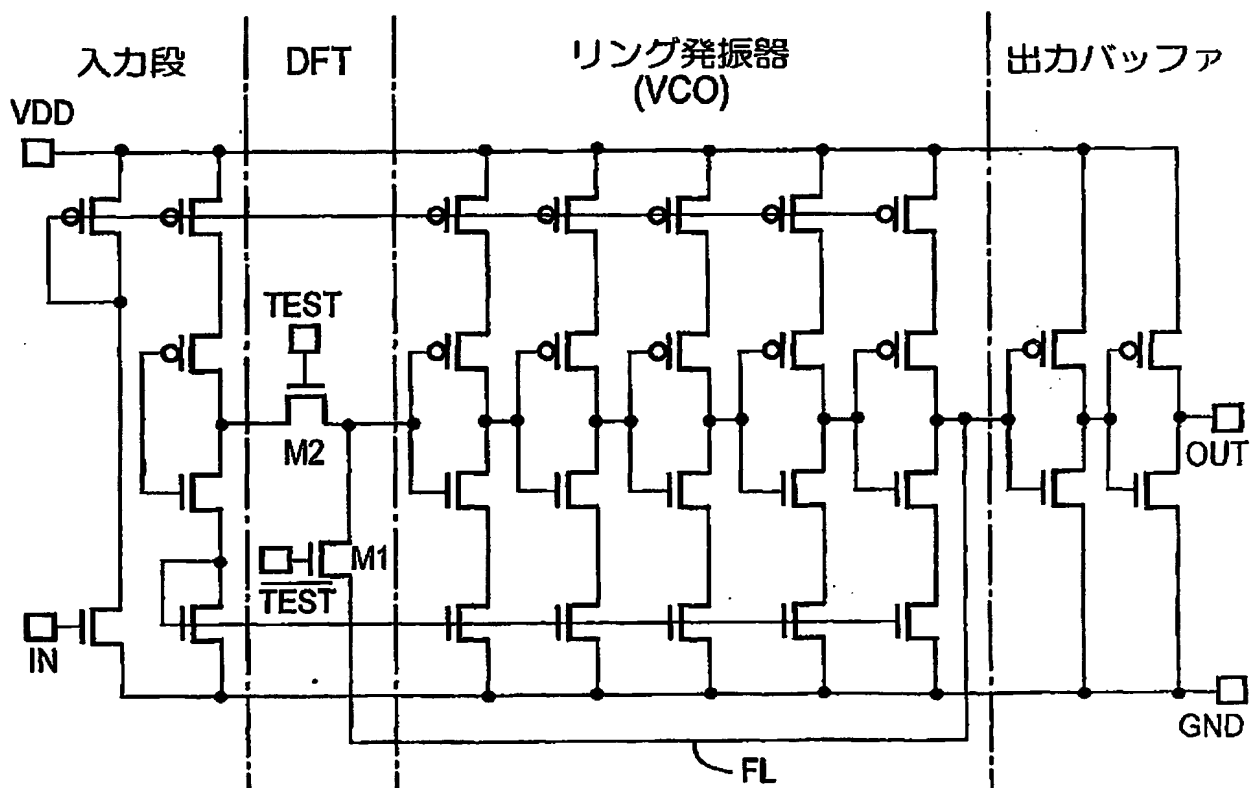 入力段
DFT
リング発振器
(VCO)
出力バッファ
VDD
TEST
M2
M1
TEST
IN
OUT
GND
FL